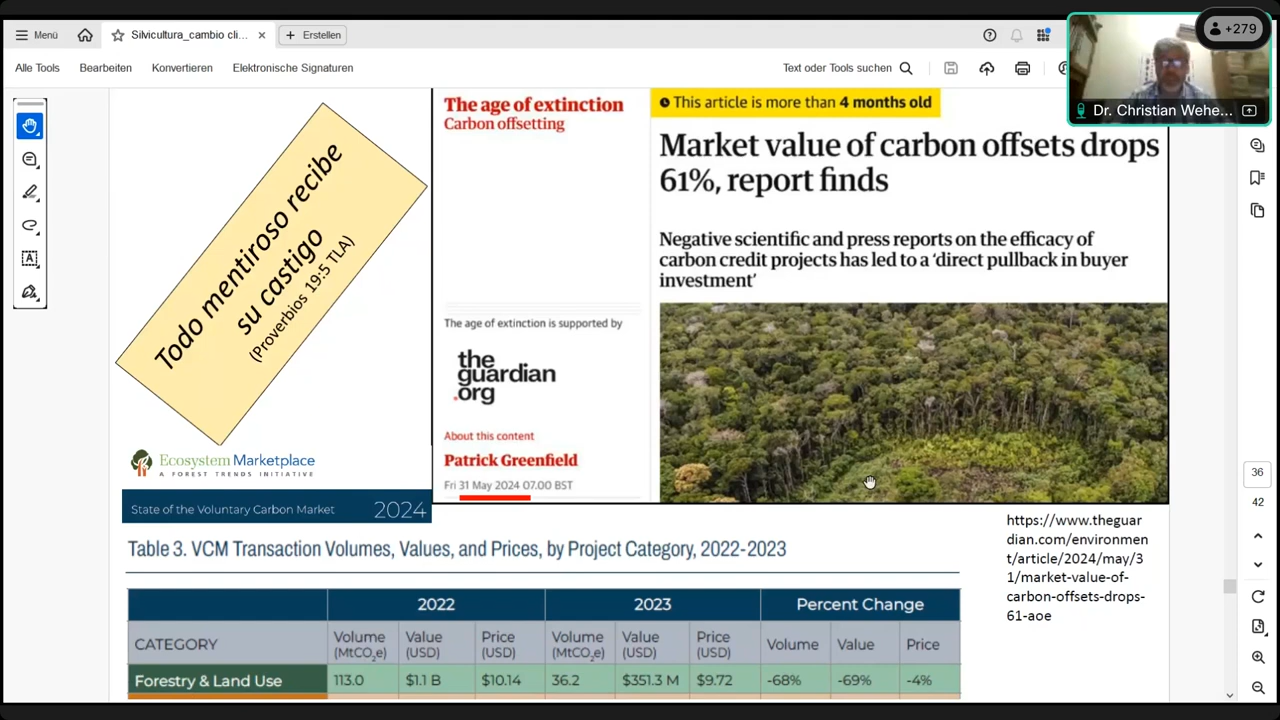 Menú
Silvicultura_cambio cli...
Erstellen
+279
Alle Tools
Bearbeiten
Konvertieren
Elektronische Signaturen
Text oder Tools suchen
Dr. Christian Wehe...
Todo mentiroso recibe
su castigo
(Proverbios 19:5 TLA)
The age of extinction
Carbon offsetting
This article is more than 4 months old
Market value of carbon offsets drops
61%, report finds
Negative scientific and press reports on the efficacy of
carbon credit projects has led to a ‘direct pullback in buyer
investment’
The age of extinction is supported by
the
guardian
.org
About this content
Patrick Greenfield
Fri 31 May 2024 07.00 BST
Ecosystem Marketplace
A FOREST TRENDS INITIATIVE
State of the Voluntary Carbon Market 2024
https://www.theguar
dian.com/environmen
t/article/2024/may/3
1/market-value-of-
carbon-offsets-drops-
61-aoe
36
42
Table 3. VCM Transaction Volumes, Values, and Prices, by Project Category, 2022-2023
2022 2023 Percent Change
CATEGORY Volume (MtCO2e) Value (USD) Price (USD) Volume (MtCO2e) Value (USD) Price (USD) Volume Value Price
Forestry & Land Use 113.0 $1.1 B $10.14 36.2 $351.3 M $9.72 -68% -69% -4%